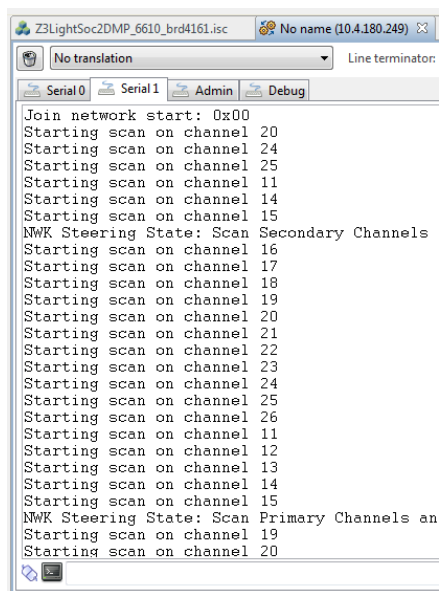 Z3LightSoc2DMP_6610_brd4161.isc No name (10.4.180.249)
No translation Line terminator:
Serial 0 Serial 1 Admin Debug
Join network start: 0x00
Starting scan on channel 20
Starting scan on channel 24
Starting scan on channel 25
Starting scan on channel 11
Starting scan on channel 14
Starting scan on channel 15
NWK Steering State: Scan Secondary Channels
Starting scan on channel 16
Starting scan on channel 17
Starting scan on channel 18
Starting scan on channel 19
Starting scan on channel 20
Starting scan on channel 21
Starting scan on channel 22
Starting scan on channel 23
Starting scan on channel 24
Starting scan on channel 25
Starting scan on channel 26
Starting scan on channel 11
Starting scan on channel 12
Starting scan on channel 13
Starting scan on channel 14
Starting scan on channel 15
NWK Steering State: Scan Primary Channels an
Starting scan on channel 19
Starting scan on channel 20